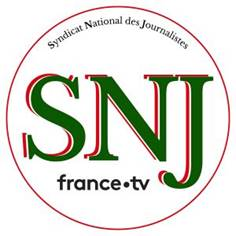 Syndicat National des Journalistes
SNJ
france•tv